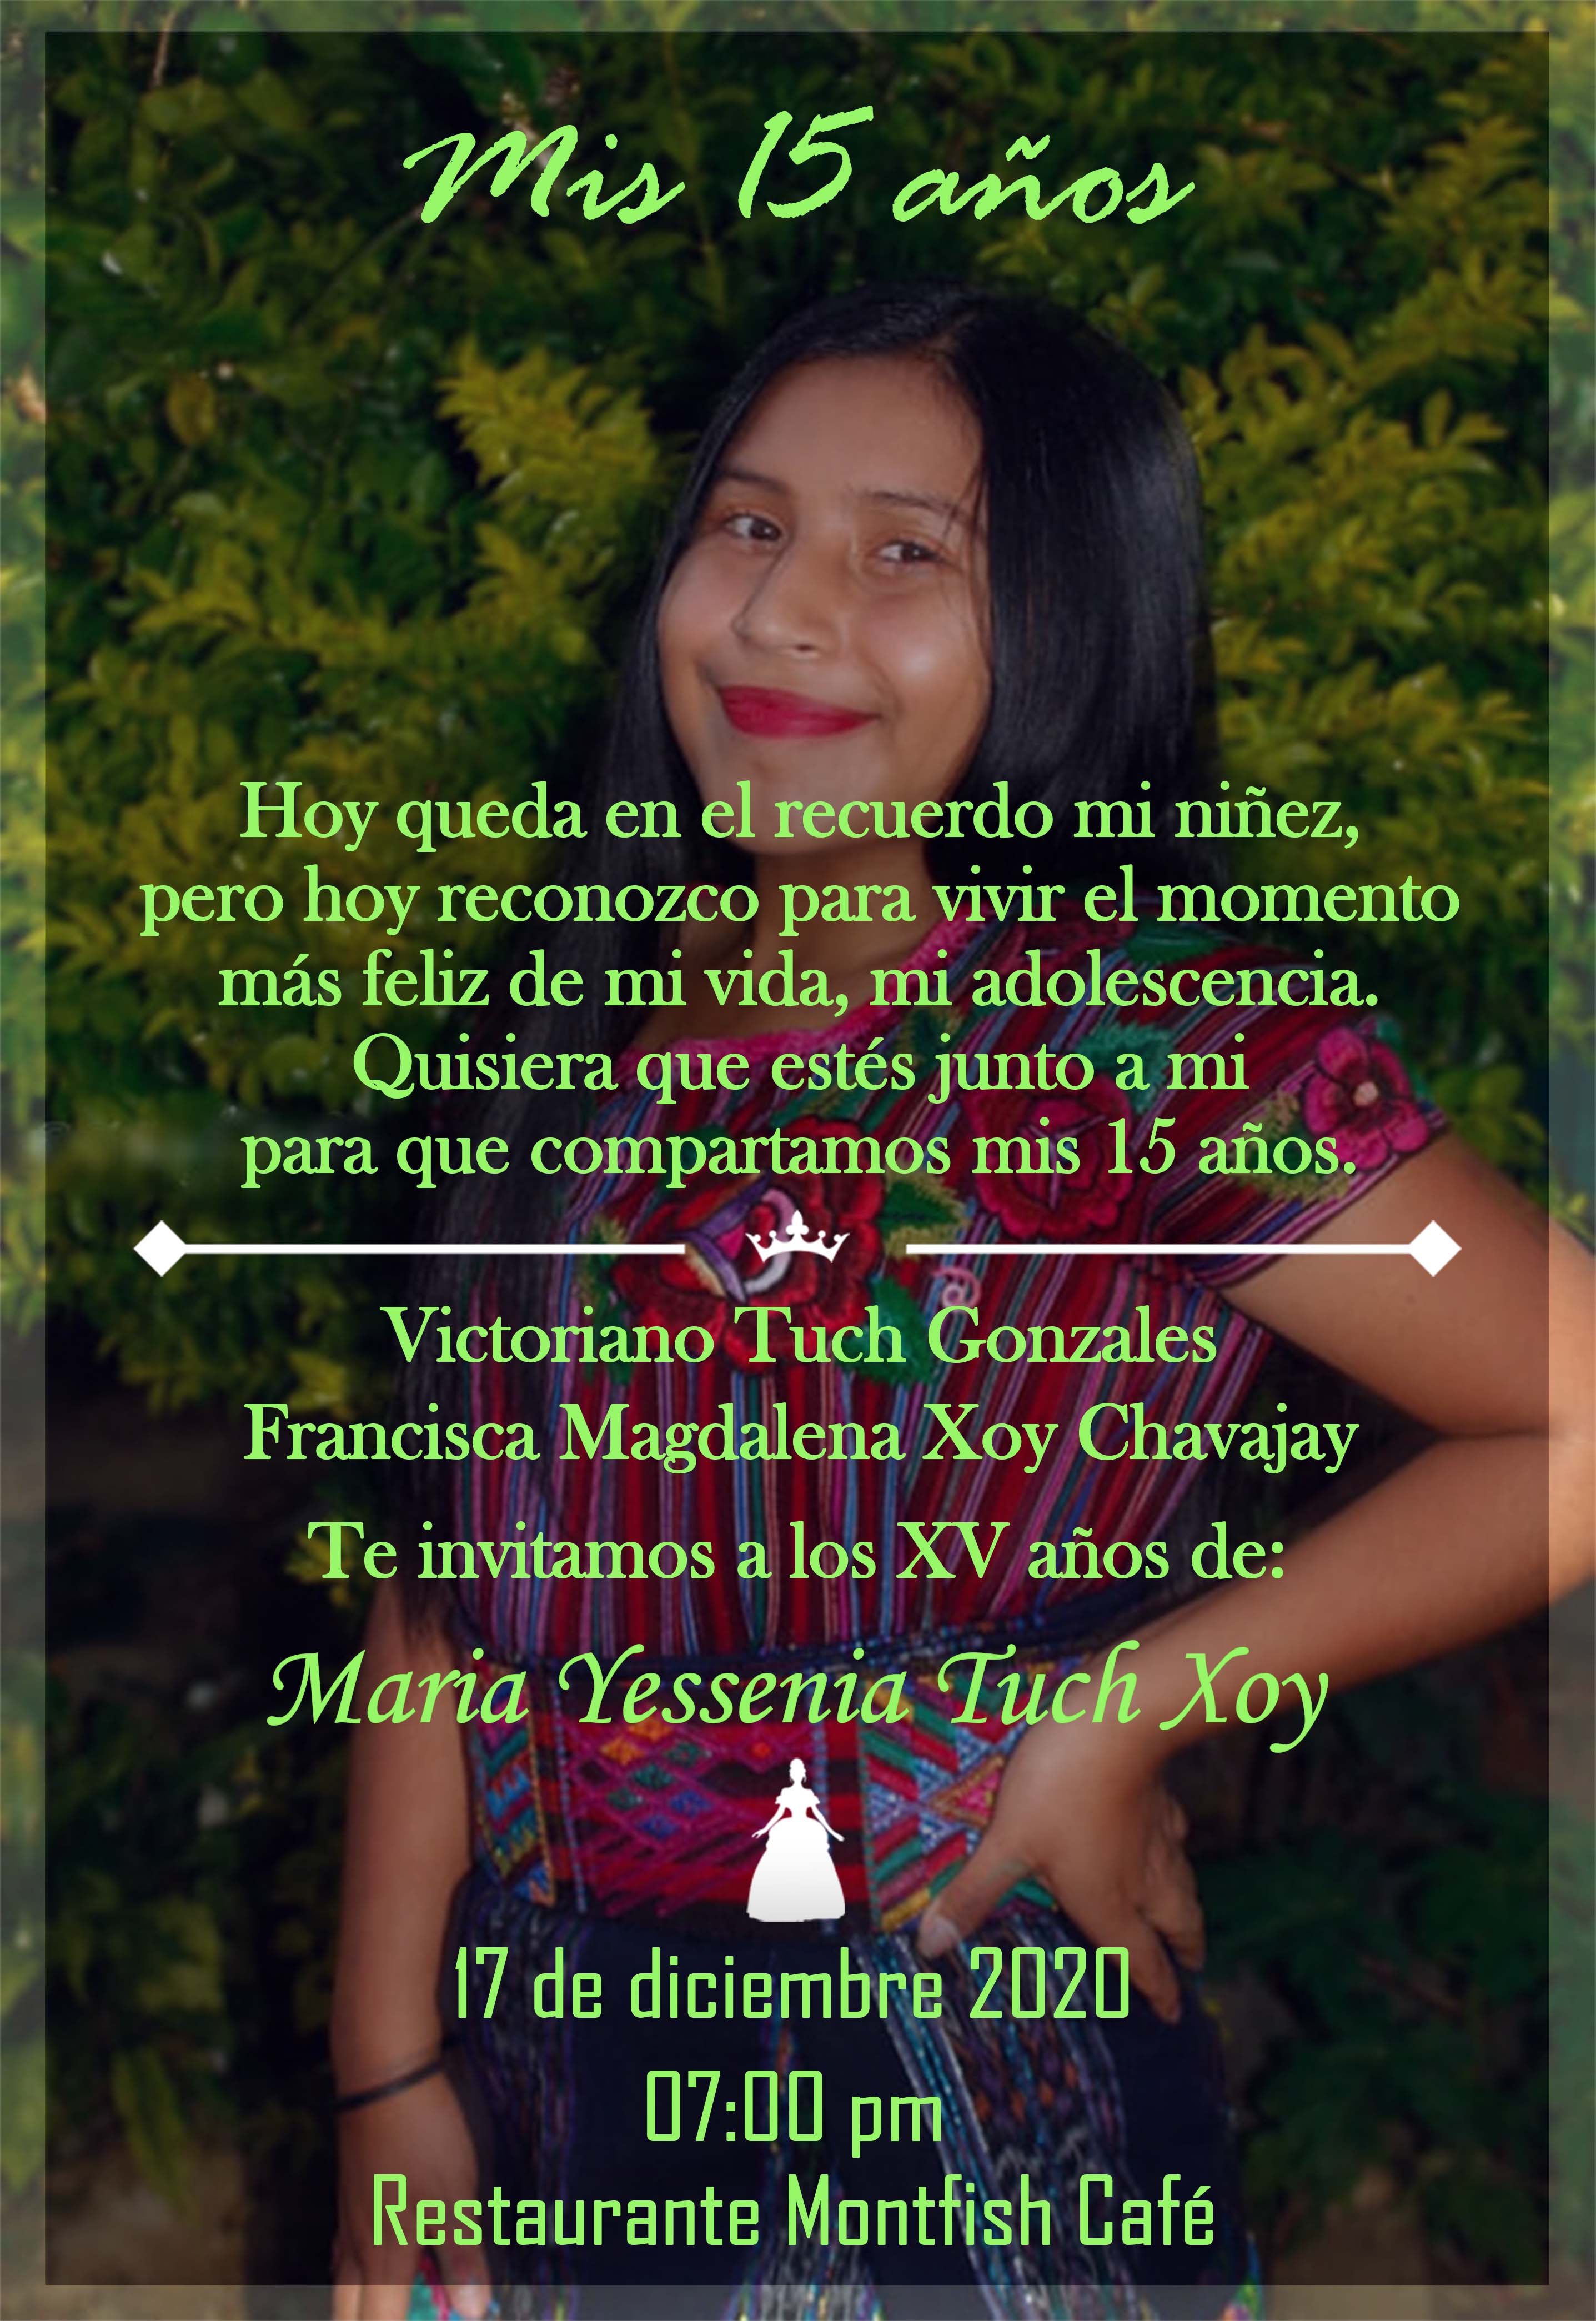 Mis 15 años
Hoy queda en el recuerdo mi niñez,
pero hoy reconozco para vivir el momento
más feliz de mi vida, mi adolescencia.
Quisiera que estés junto a mi
para que compartamos mis 15 años.
Victoriano Tuch Gonzales
Francisca Magdalena Xoy Chavajay
Te invitamos a los XV años de:
Maria Yessenia Tuch Xoy
17 de diciembre 2020
07:00 pm
Restaurante Montfish Café